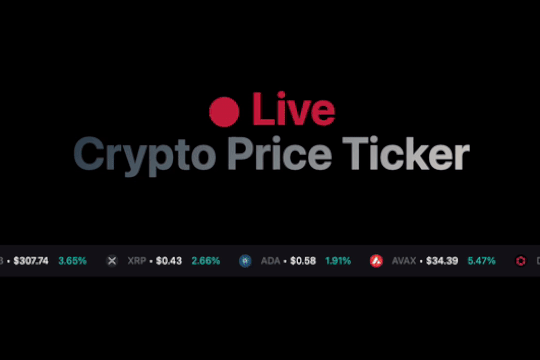 Live
Crypto Price Ticker
• $307.74 3.65% XRP • $0.43 2.66% ADA • $0.58 1.91% AVAX • $34.39 5.47%